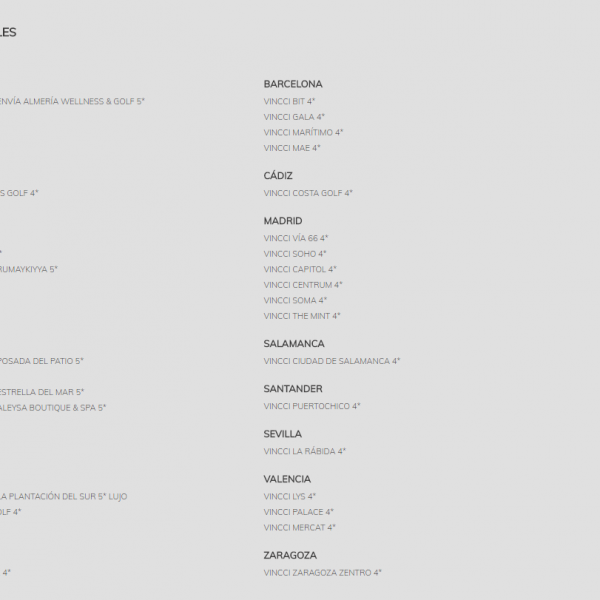 LES
ENVÍA ALMERÍA WELLNESS & GOLF 5*
S GOLF 4*
*
RUMAYKIYYA 5*
POSADA DEL PATIO 5*
ESTRELLA DEL MAR 5*
ALEYSA BOUTIQUE & SPA 5*
LA PLANTACIÓN DEL SUR 5* LUJO
OLF 4*
4*
BARCELONA
VINCCI BIT 4*
VINCCI GALA 4*
VINCCI MARÍTIMO 4*
VINCCI MAE 4*
CÁDIZ
VINCCI COSTA GOLF 4*
MADRID
VINCCI VÍA 66 4*
VINCCI SOHO 4*
VINCCI CAPITOL 4*
VINCCI CENTRUM 4*
VINCCI SOMA 4*
VINCCI THE MINT 4*
SALAMANCA
VINCCI CIUDAD DE SALAMANCA 4*
SANTANDER
VINCCI PUERTOCHICO 4*
SEVILLA
VINCCI LA RÁBIDA 4*
VALENCIA
VINCCI LYS 4*
VINCCI PALACE 4*
VINCCI MERCAT 4*
ZARAGOZA
VINCCI ZARAGOZA ZENTRO 4*